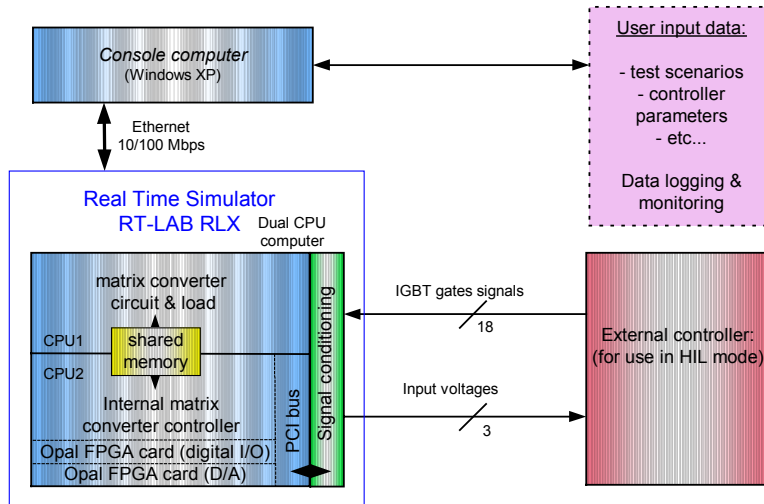 Console computer
(Windows XP)
User input data:
- test scenarios
- controller
parameters
- etc...
Data logging &
monitoring
Ethernet
10/100 Mbps
Real Time Simulator
RT-LAB RLX
Dual CPU
computer
matrix converter
circuit & load
CPU1
shared
memory
CPU2
Internal matrix
converter controller
Opal FPGA card (digital I/O)
Opal FPGA card (D/A)
PCI bus
Signal conditioning
IGBT gates signals
18
Input voltages
3
External controller:
(for use in HIL mode)